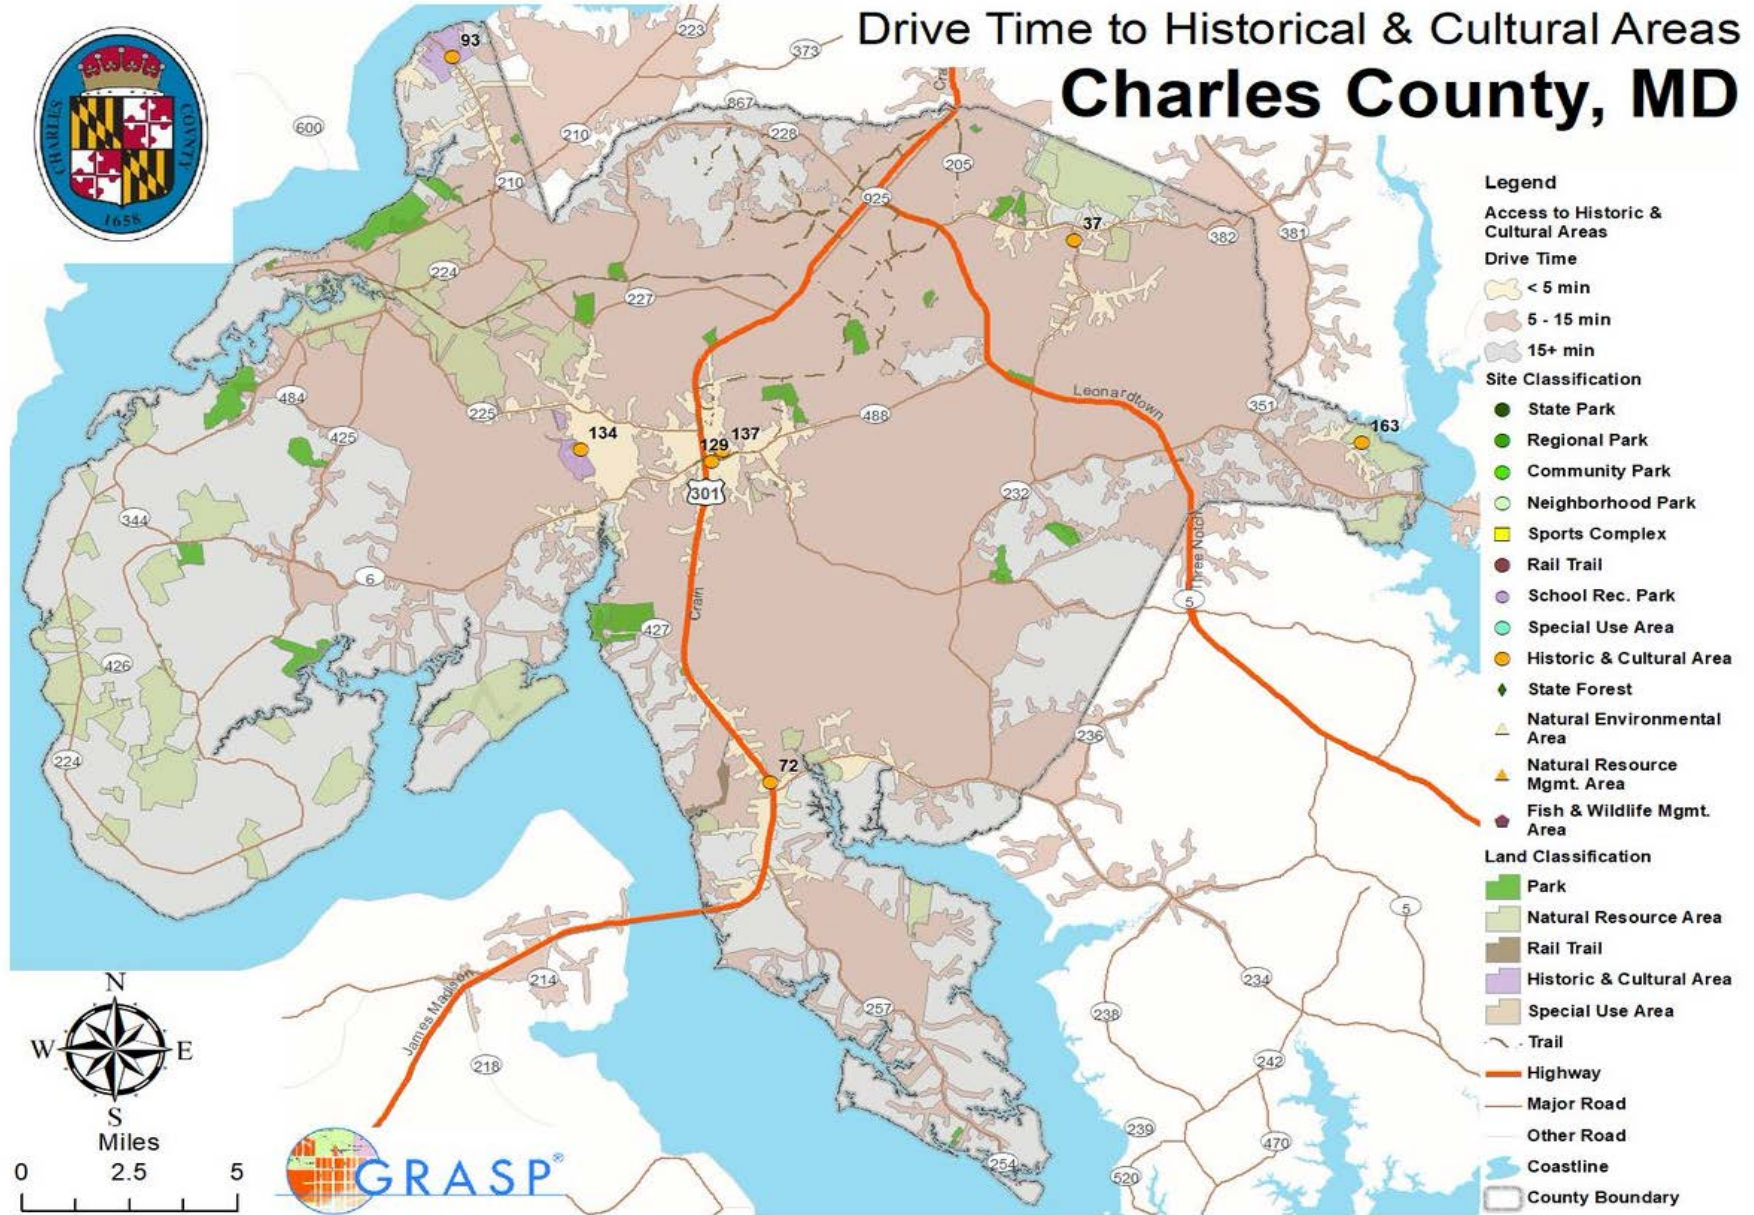 Drive Time to Historical & Cultural Areas
Charles County, MD
CHARLES COUNTY
1658
93
223
373
600
867
210
228
205
210
925
37
382
381
224
227
Leonardtown
484
225
488
351
425
134
137
129
163
301
344
232
Three Notch
6
5
Crain
427
426
236
224
72
5
214
234
James Madison
257
238
218
242
239
470
254
520
Legend
Access to Historic &
Cultural Areas
Drive Time
< 5 min
5 - 15 min
15+ min
Site Classification
State Park
Regional Park
Community Park
Neighborhood Park
Sports Complex
Rail Trail
School Rec. Park
Special Use Area
Historic & Cultural Area
State Forest
Natural Environmental
Area
Natural Resource
Mgmt. Area
Fish & Wildlife Mgmt.
Area
Land Classification
Park
Natural Resource Area
Rail Trail
Historic & Cultural Area
Special Use Area
Trail
Highway
Major Road
Other Road
Coastline
County Boundary
N
W E
S
Miles
0 2.5 5
GRASP®